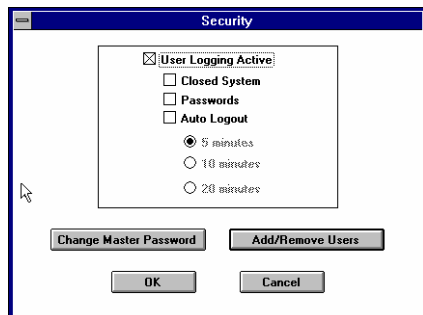 Security
User Logging Active
Closed System
Passwords
Auto Logout
5 minutes
10 minutes
20 minutes
Change Master Password
Add/Remove Users
OK
Cancel